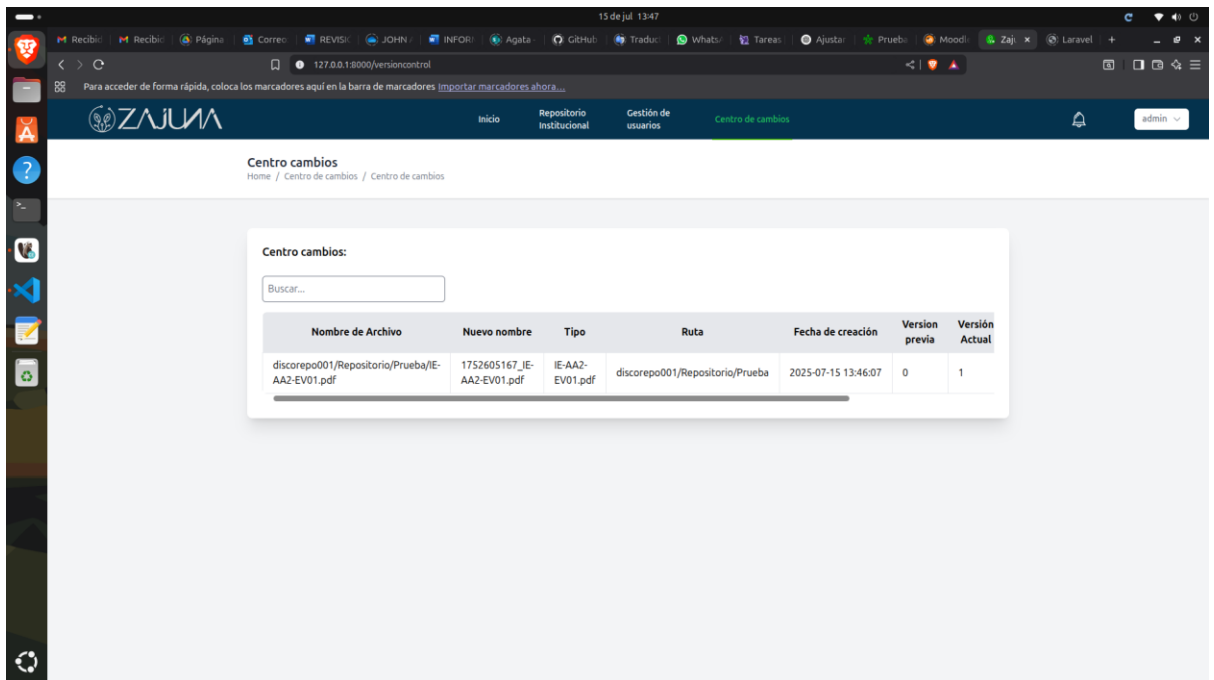 15 de jul 13:47
M Recibid M Recibid Página Correo REVISIC JOHN INFOR Agata - GitHub Traduc Whats Tareas Ajustar Prueba Moodle Zaju Laravel
127.0.0.1:8000/versioncontrol
Para acceder de forma rápida, coloca los marcadores aquí en la barra de marcadores Importar marcadores ahora...
ZAJUNA
Inicio
Repositorio
Institucional
Gestión de
usuarios
Centro de cambios
admin
Centro cambios
Home / Centro de cambios / Centro de cambios
Centro cambios:
Buscar...
Nombre de Archivo Nuevo nombre Tipo Ruta Fecha de creación Version previa Versión Actual
discorepo001/Repositorio/Prueba/IE-
AA2-EV01.pdf
1752605167_IE-
AA2-EV01.pdf
IE-AA2-
EV01.pdf
discorepo001/Repositorio/Prueba
2025-07-15 13:46:07
0
1